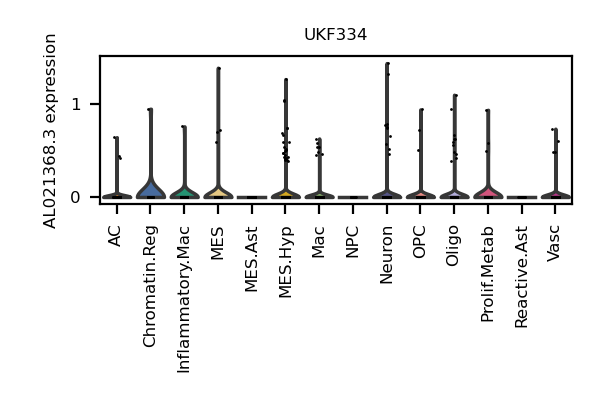 UKF334
AL021368.3 expression
1
0
AC
Chromatin.Reg
Inflammatory.Mac
MES
MES.Ast
MES.Hyp
Mac
NPC
Neuron
OPC
Oligo
Prolif.Metab
Reactive.Ast
Vasc